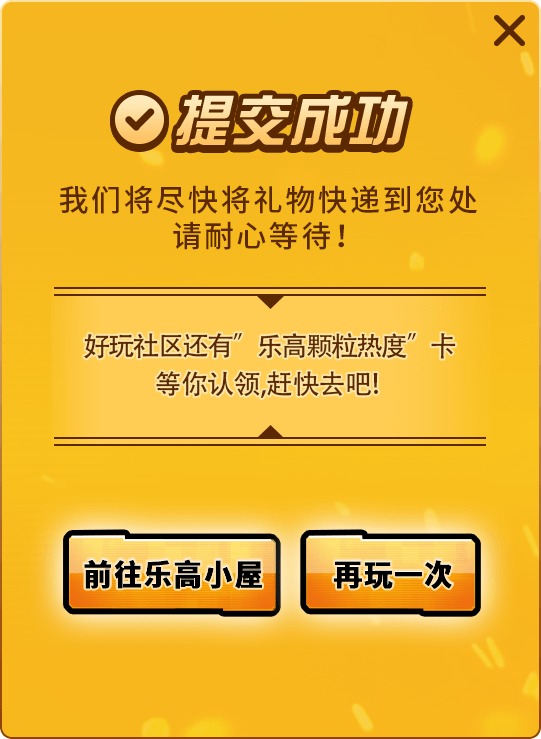 提交成功
我们将尽快将礼物快递到您处
请耐心等待！
好玩社区还有”乐高颗粒热度”卡
等你认领,赶快去吧!
前往乐高小屋
再玩一次